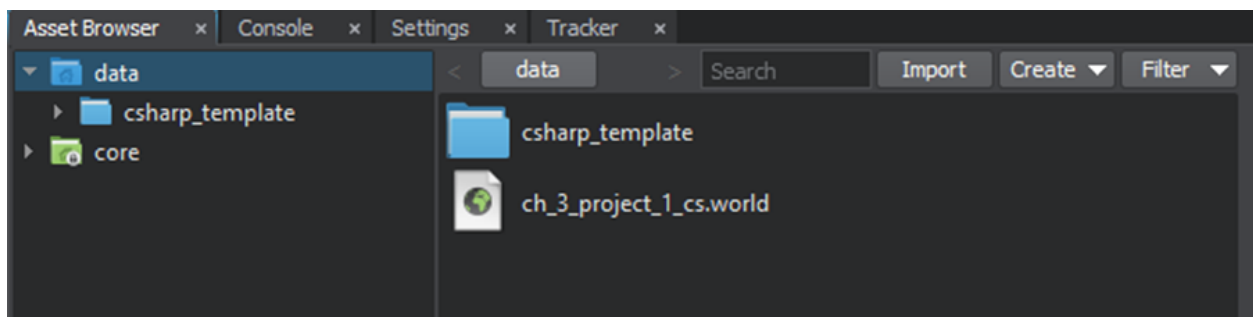 Asset Browser × Console × Settings × Tracker ×
data < data > Search Import Create Filter
csharp_template
core
csharp_template
ch_3_project_1_cs.world